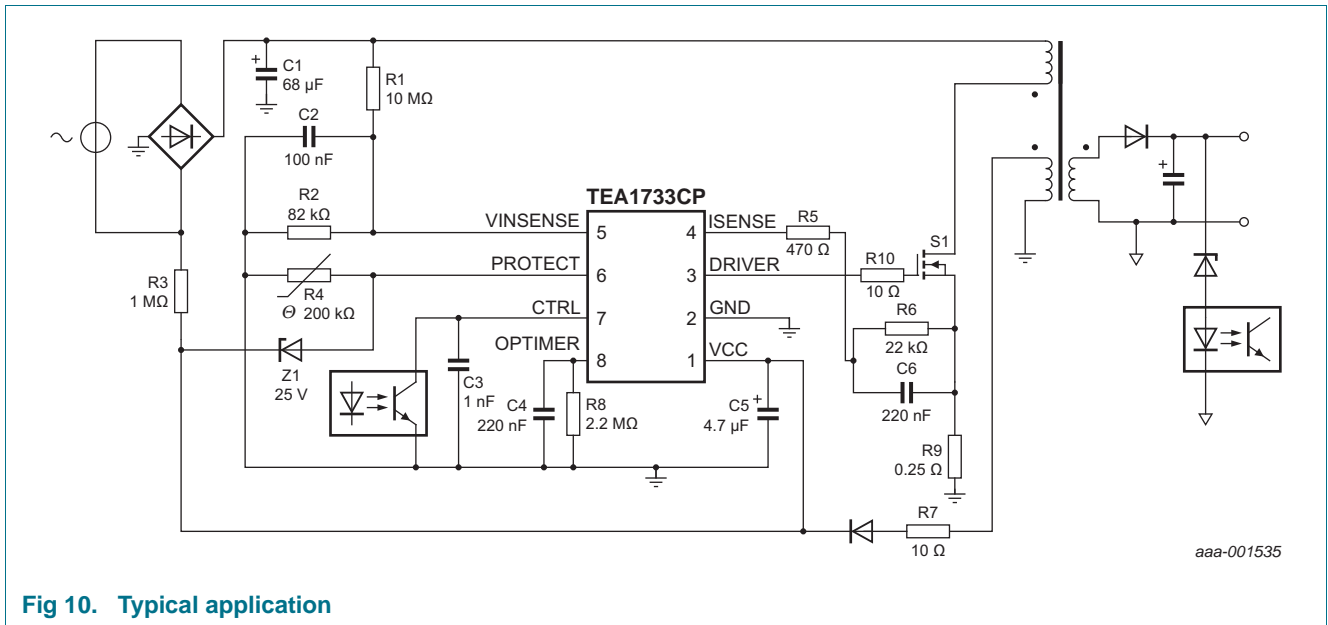 C1
68 μF
R1
10 MΩ
C2
100 nF
R2
82 kΩ
TEA1733CP
VINSENSE
5
4
ISENSE
R5
470 Ω
S1
PROTECT
6
3
DRIVER
R10
10 Ω
R3
1 MΩ
Θ
R4
200 kΩ
CTRL
7
2
GND
R6
22 kΩ
OPTIMER
8
1
VCC
Z1
25 V
C6
220 nF
C3
1 nF
C4
220 nF
R8
2.2 MΩ
C5
4.7 μF
R9
0.25 Ω
R7
10 Ω
aaa-001535
Fig 10. Typical application